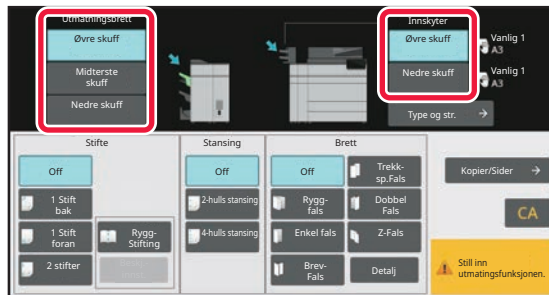 Utmatningsbrett
Øvre skuff
Midterste
skuff
Nedre skuff
Innskyter
Øvre skuff
Nedre skuff
Vanlig 1
A3
Vanlig 1
A3
Type og str.
Stifte
Off
1 Stift
bak
1 Stift
foran
2 stifter
Rygg-
Stifting
Stansing
Off
2-hulls stansing
4-hulls stansing
Brett
Off
Rygg-
fals
Enkel fals
Brev-
Fals
Trekk-
sp.Fals
Dobbel
Fals
Z-Fals
Detalj
Kopier/Sider
CA
Still inn
utmatingsfunksjonen.